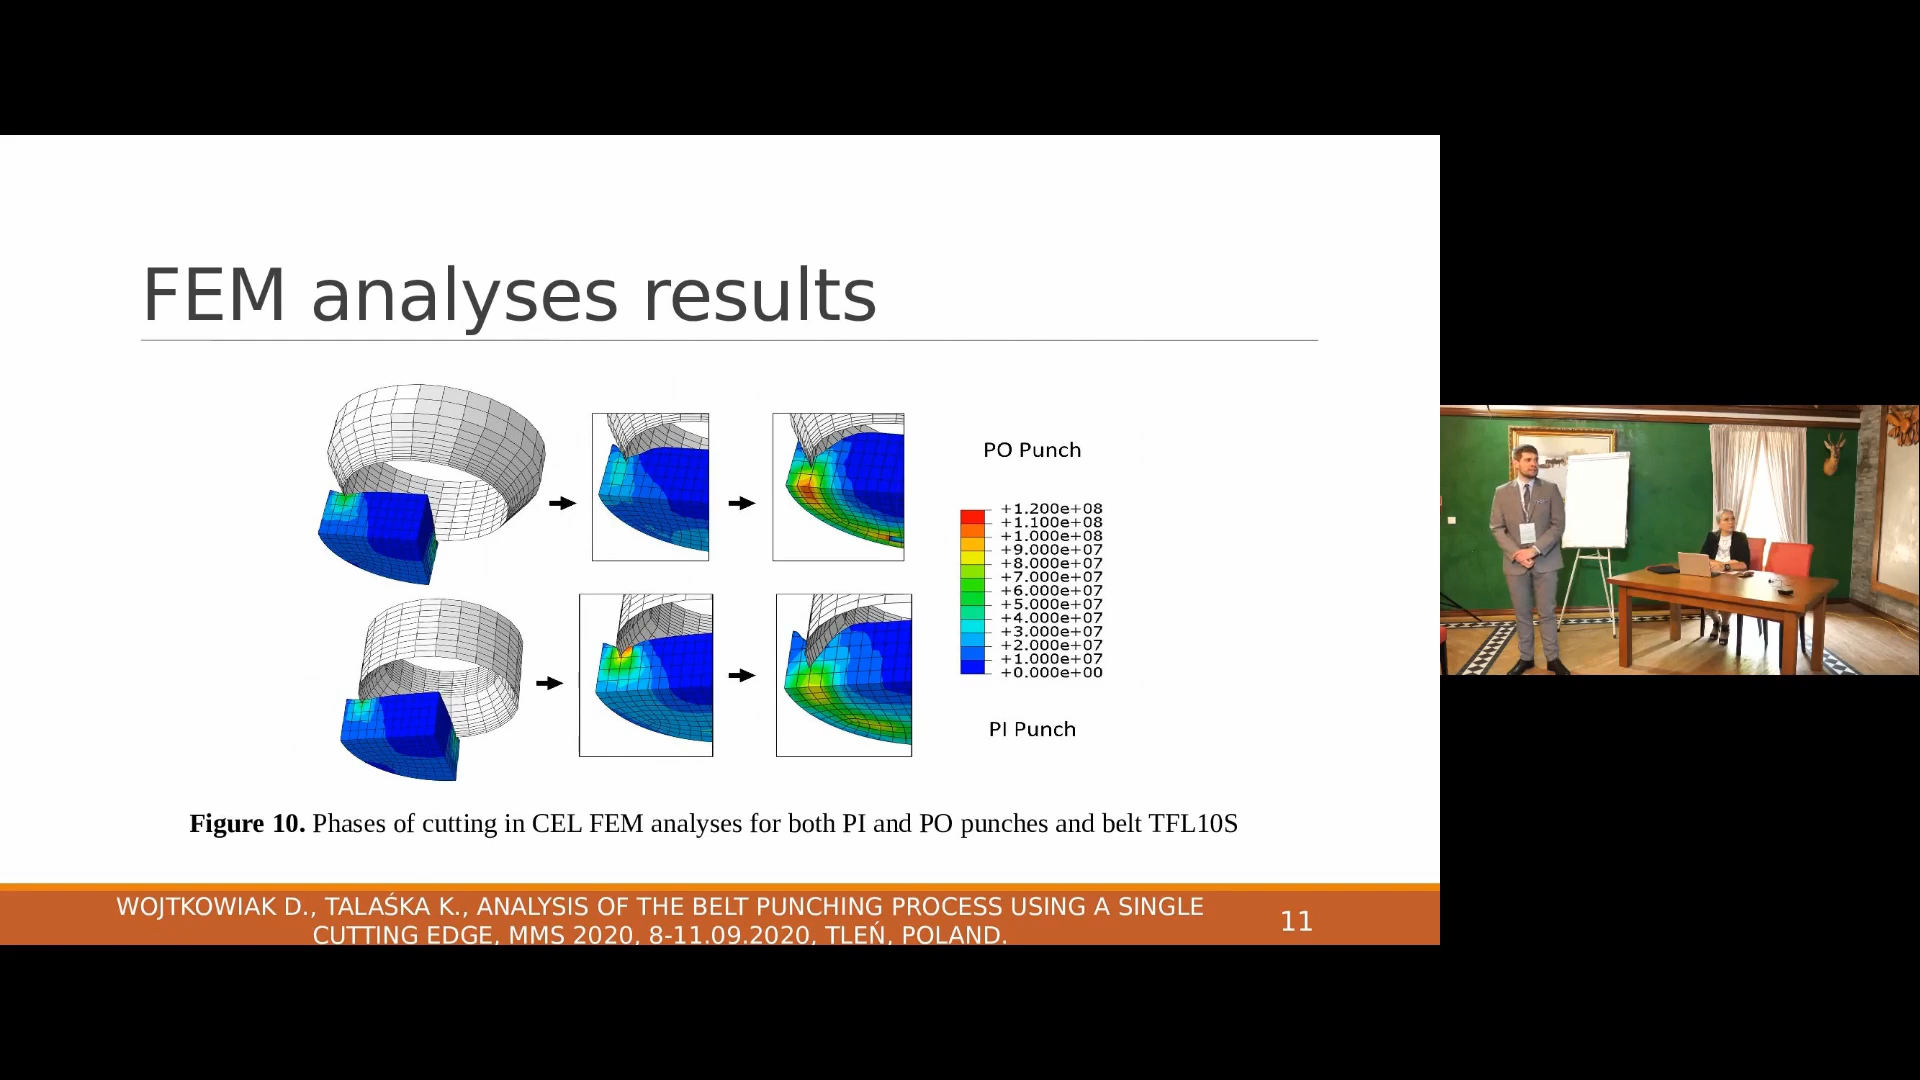 FEM analyses results
PO Punch
+1.200e+08
+1.100e+08
+1.000e+08
+9.000e+07
+8.000e+07
+7.000e+07
+6.000e+07
+5.000e+07
+4.000e+07
+3.000e+07
+2.000e+07
+1.000e+07
+0.000e+00
PI Punch
Figure 10. Phases of cutting in CEL FEM analyses for both PI and PO punches and belt TFL10S
WOJTKOWIAK D., TALAŚKA K., ANALYSIS OF THE BELT PUNCHING PROCESS USING A SINGLE
CUTTING EDGE, MMS 2020, 8-11.09.2020, TLEŃ, POLAND.
11